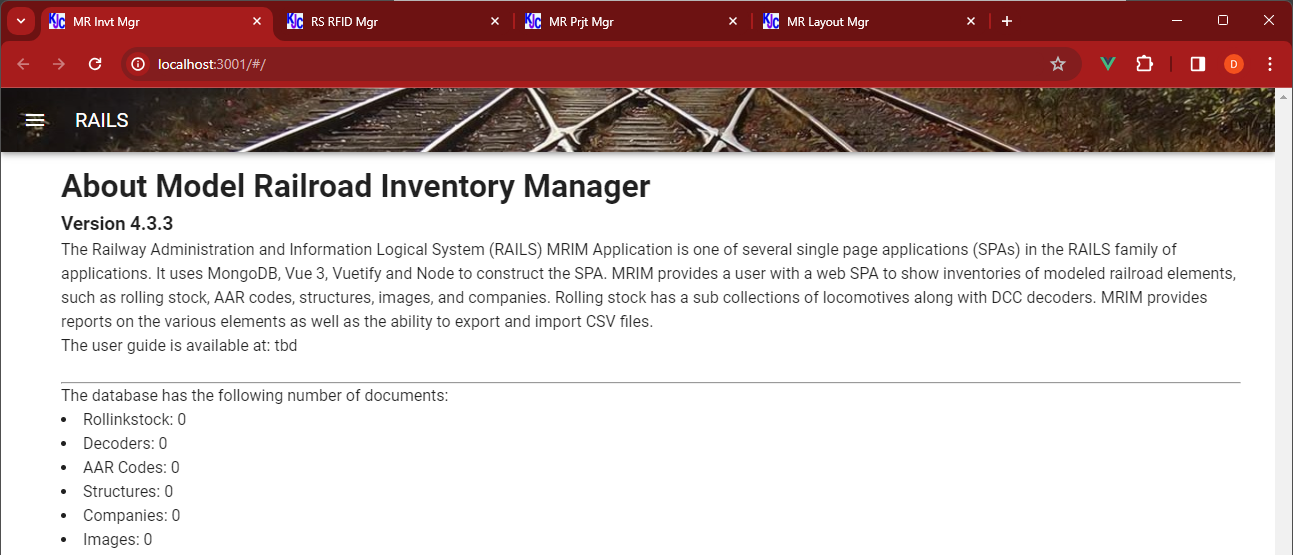 MR Invt Mgr
RS RFID Mgr
MR Prjt Mgr
MR Layout Mgr
localhost:3001/#/
D
RAILS
About Model Railroad Inventory Manager
Version 4.3.3
The Railway Administration and Information Logical System (RAILS) MRIM Application is one of several single page applications (SPAs) in the RAILS family of
applications. It uses MongoDB, Vue 3, Vuetify and Node to construct the SPA. MRIM provides a user with a web SPA to show inventories of modeled railroad elements,
such as rolling stock, AAR codes, structures, images, and companies. Rolling stock has a sub collections of locomotives along with DCC decoders. MRIM provides
reports on the various elements as well as the ability to export and import CSV files.
The user guide is available at: tbd
The database has the following number of documents:
• Rollinkstock: 0
• Decoders: 0
• AAR Codes: 0
• Structures: 0
• Companies: 0
• Images: 0